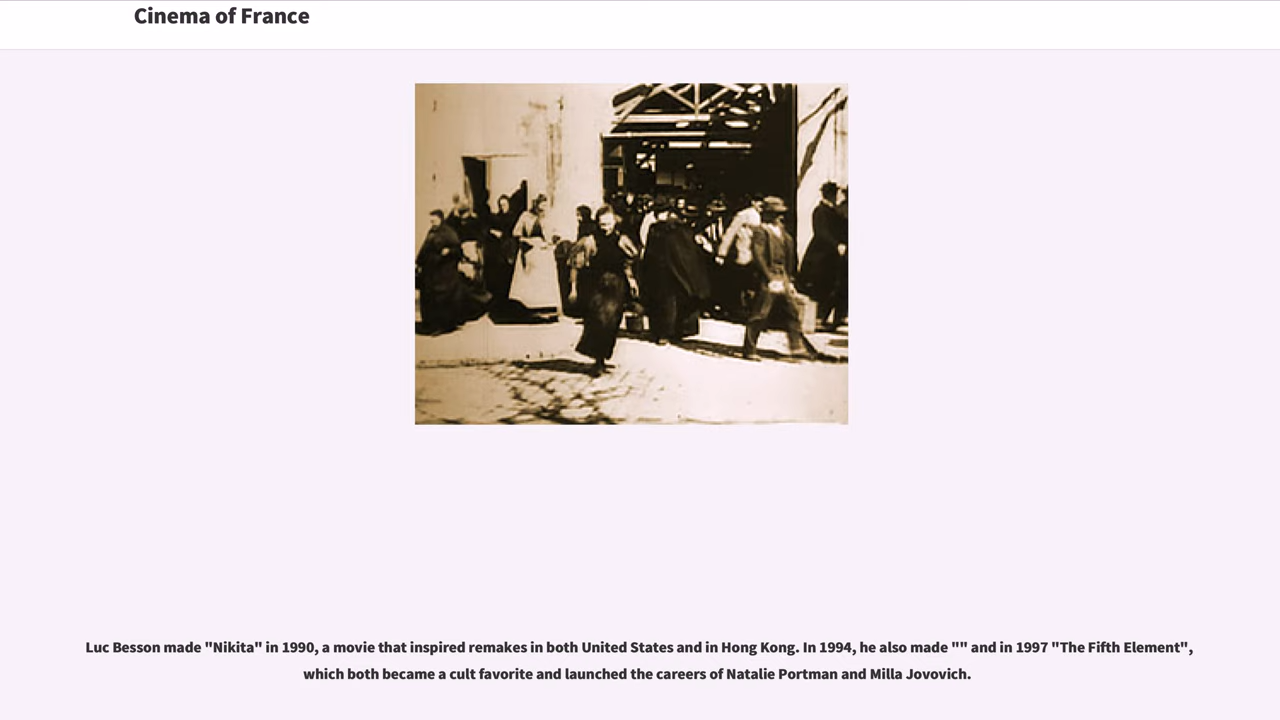 Cinema of France
Luc Besson made "Nikita" in 1990, a movie that inspired remakes in both United States and in Hong Kong. In 1994, he also made "" and in 1997 "The Fifth Element",
which both became a cult favorite and launched the careers of Natalie Portman and Milla Jovovich.